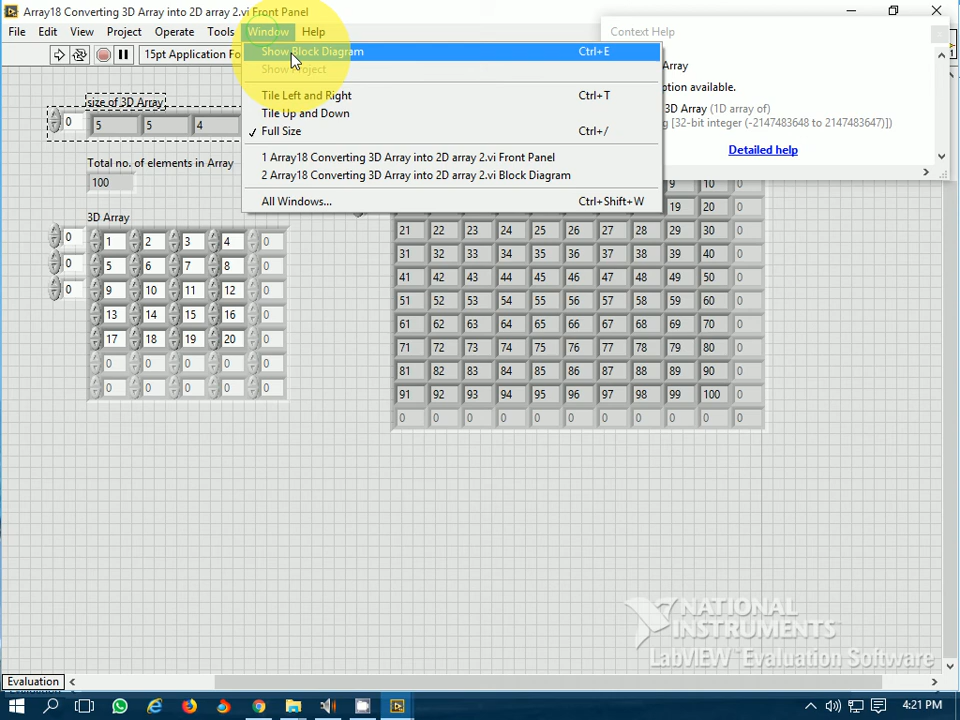 Array18 Converting 3D Array into 2D array 2.vi Front Panel
File Edit View Project Operate Tools Window Help
15pt Application Fo
Show Block Diagram Ctrl+E
Show Project
Tile Left and Right Ctrl+T
Tile Up and Down
✓ Full Size Ctrl+/
1 Array18 Converting 3D Array into 2D array 2.vi Front Panel
2 Array18 Converting 3D Array into 2D array 2.vi Block Diagram
All Windows... Ctrl+Shift+W
Context Help
Array
ption available.
3D Array (1D array of)
g [32-bit integer (-2147483648 to 2147483647)]
Detailed help
size of 3D Array
0 5 5 4
Total no. of elements in Array
100
3D Array
0 1 2 3 4 0
5 6 7 8 0
0
9 10 11 12 0
0
13 14 15 16 0
17 18 19 20 0
0 0 0 0 0
0 0 0 0 0
9 10
19 20
21 22 23 24 25 26 27 28 29 30 0
31 32 33 34 35 36 37 38 39 40 0
41 42 43 44 45 46 47 48 49 50 0
51 52 53 54 55 56 57 58 59 60 0
61 62 63 64 65 66 67 68 69 70 0
71 72 73 74 75 76 77 78 79 80 0
81 82 83 84 85 86 87 88 89 90 0
91 92 93 94 95 96 97 98 99 100 0
0 0 0 0 0 0 0 0 0 0 0
NATIONAL
INSTRUMENTS
LabVIEW Evaluation Software
Evaluation
4:21 PM